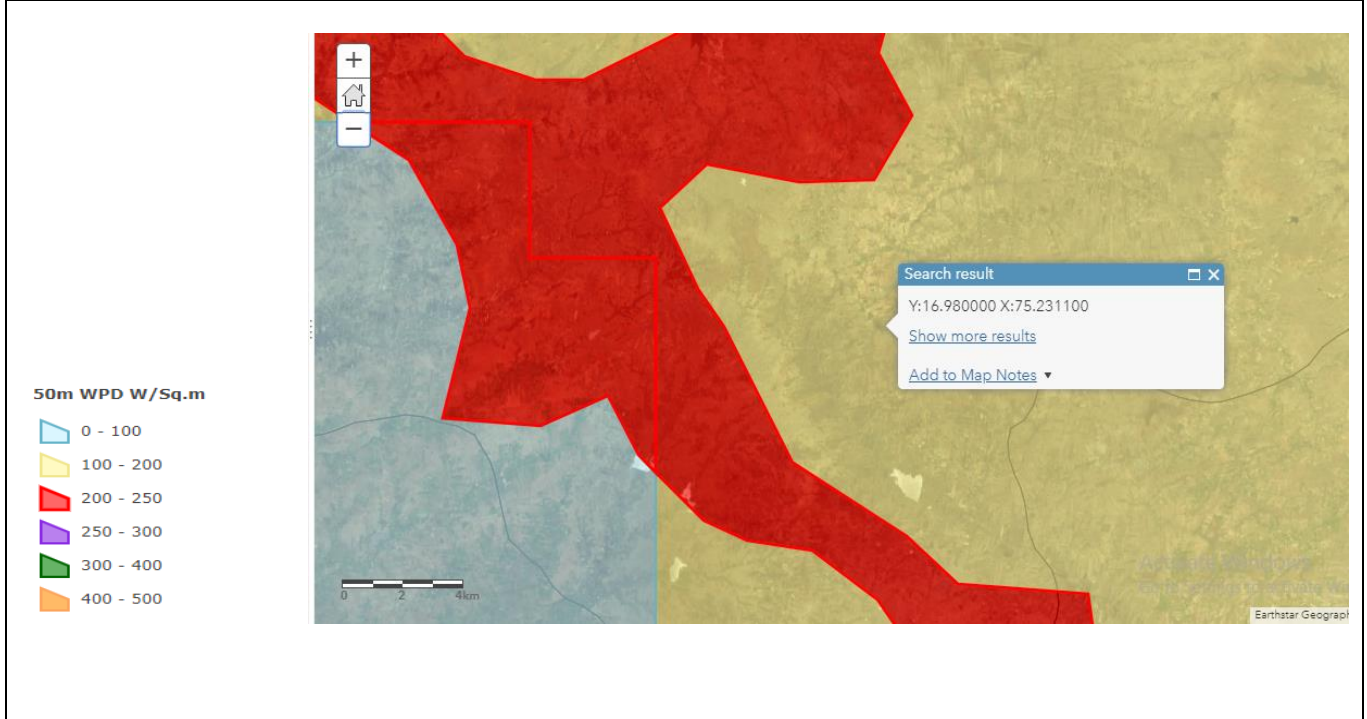 +
−
Search result
Y:16.980000 X:75.231100
Show more results
Add to Map Notes ▼
50m WPD W/Sq.m
0 - 100
100 - 200
200 - 250
250 - 300
300 - 400
400 - 500
0 2 4km
Earthstar Geograph